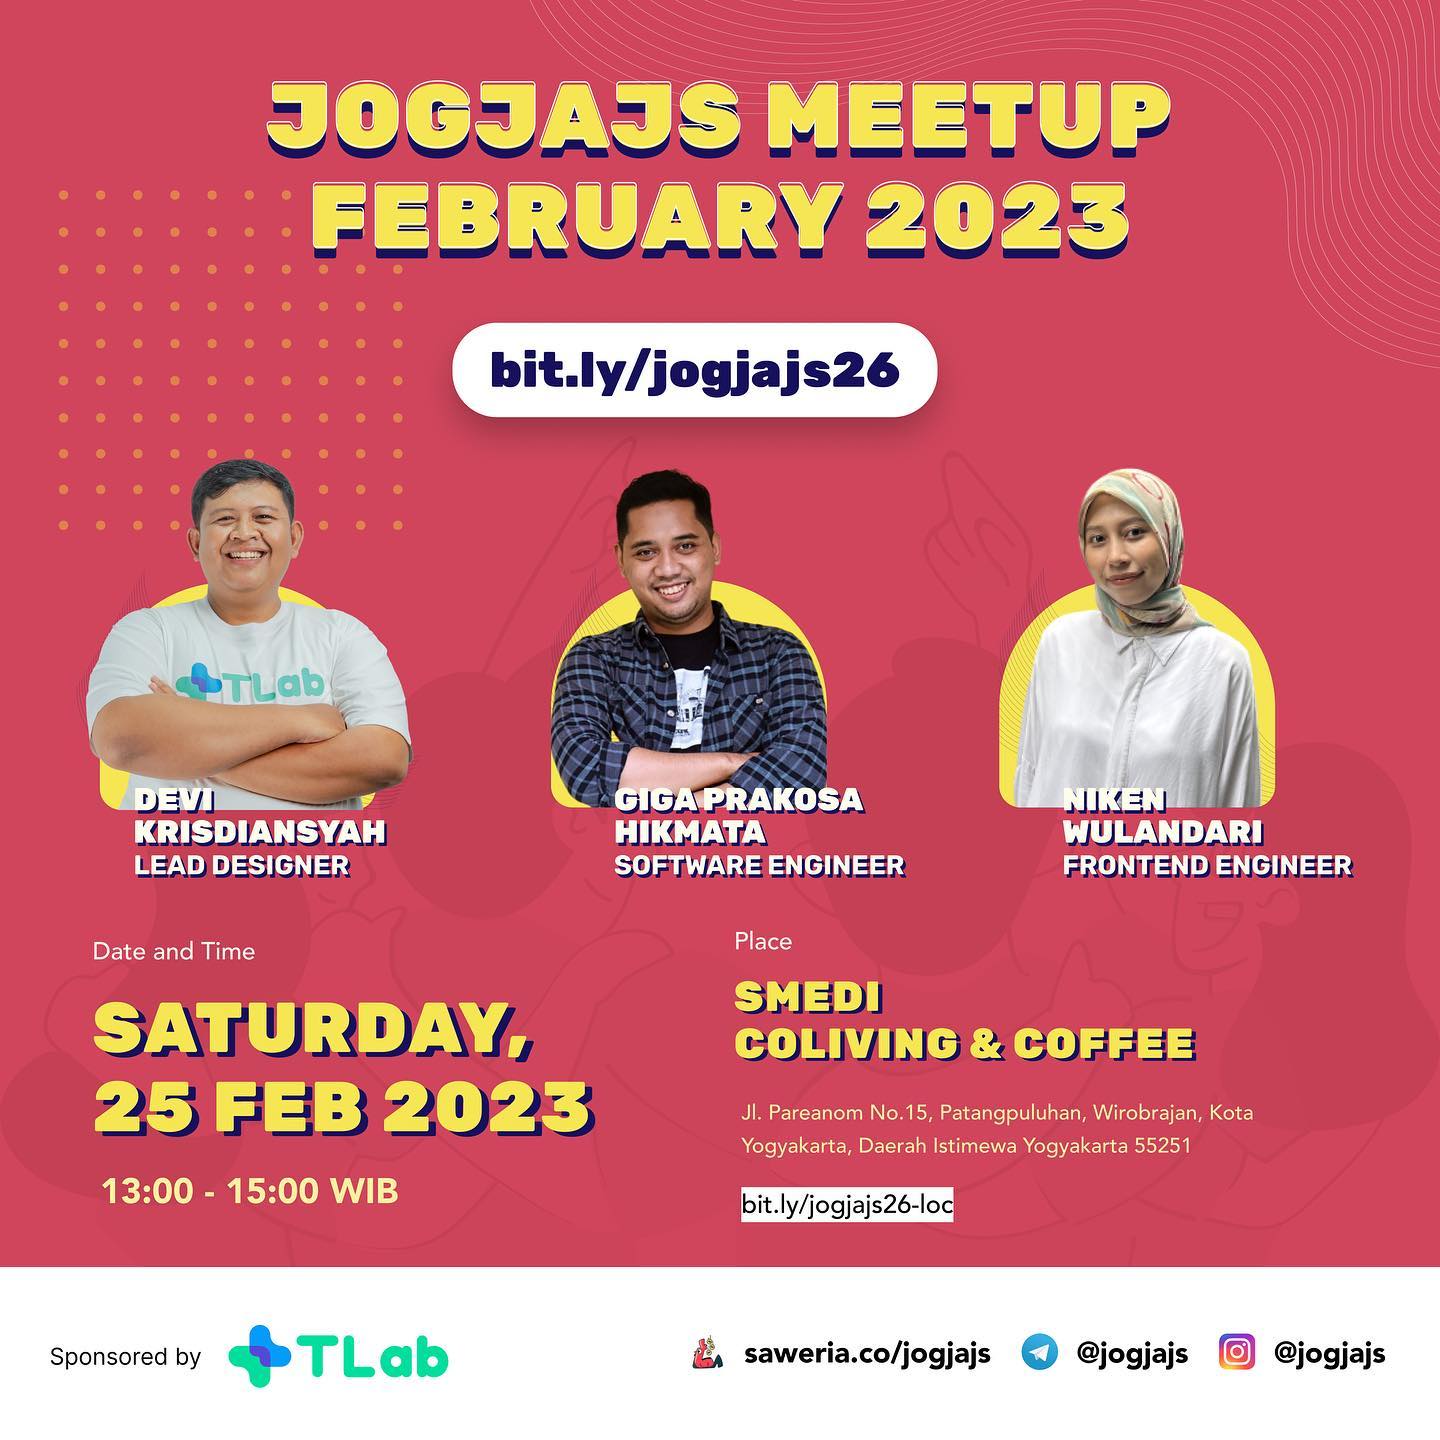 JOGJAJS MEETUP
FEBRUARY 2023
bit.ly/jogjajs26
TLab
DEVI
KRISDIANSYAH
LEAD DESIGNER
GIGA PRAKOSA
HIKMATA
SOFTWARE ENGINEER
NIKEN
WULANDARI
FRONTEND ENGINEER
Date and Time
SATURDAY,
25 FEB 2023
13:00 - 15:00 WIB
Place
SMEDI
COLIVING & COFFEE
Jl. Pareanom No.15, Patangpuluhan, Wirobrajan, Kota
Yogyakarta, Daerah Istimewa Yogyakarta 55251
bit.ly/jogjajs26-loc
Sponsored by TLab
saweria.co/jogjajs @jogjajs @jogjajs